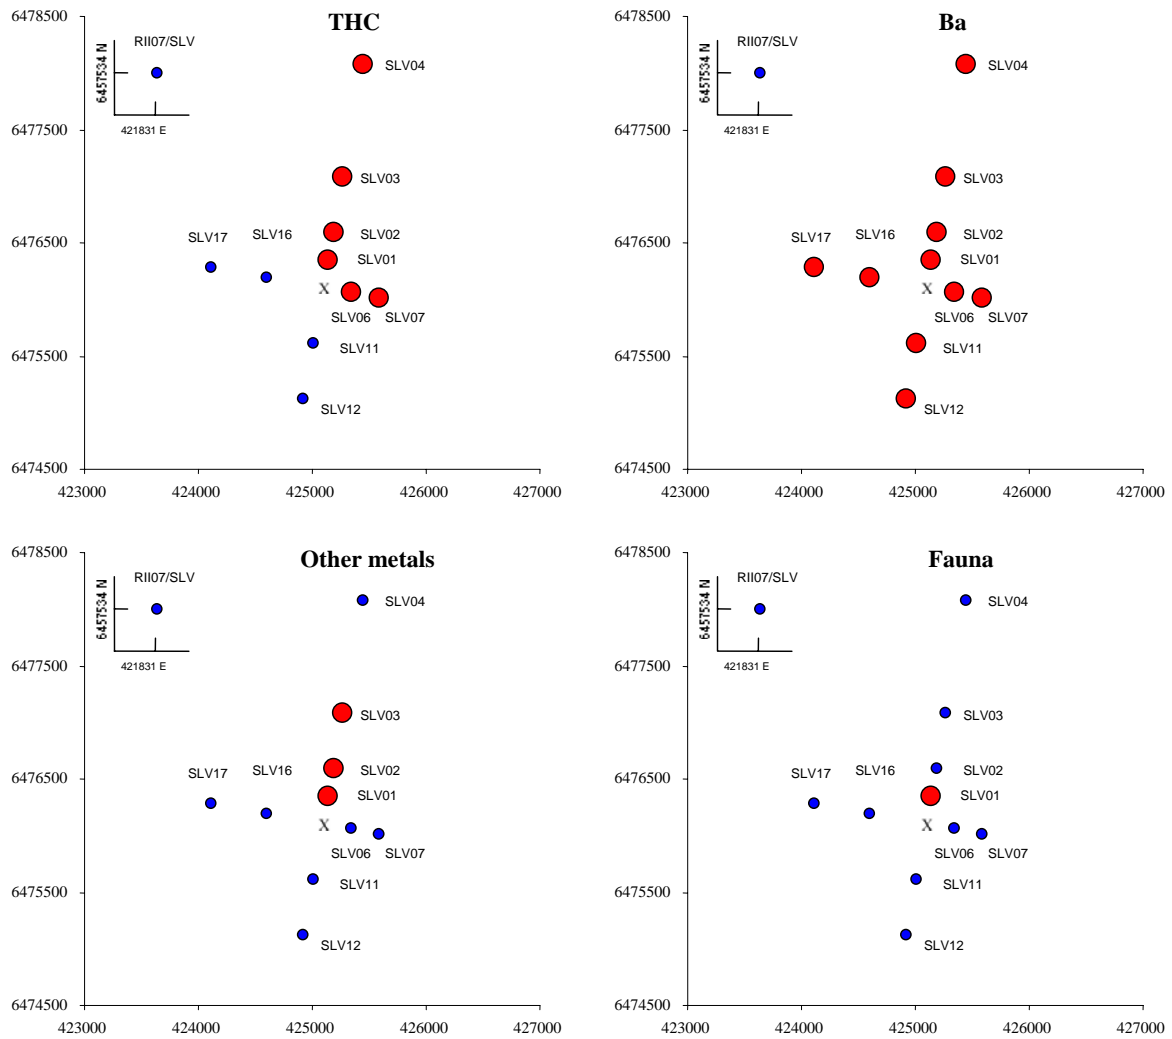 THC
6478500
6477500
6476500
6475500
6474500
423000 424000 425000 426000 427000
RII07/SLV
6457534 N
421831 E
SLV04
SLV03
SLV17 SLV16 SLV02
SLV01
X
SLV06 SLV07
SLV11
SLV12
Ba
6478500
6477500
6476500
6475500
6474500
423000 424000 425000 426000 427000
RII07/SLV
6457534 N
421831 E
SLV04
SLV03
SLV17 SLV16 SLV02
SLV01
X
SLV06 SLV07
SLV11
SLV12
Other metals
6478500
6477500
6476500
6475500
6474500
423000 424000 425000 426000 427000
RII07/SLV
6457534 N
421831 E
SLV04
SLV03
SLV17 SLV16 SLV02
SLV01
X
SLV06 SLV07
SLV11
SLV12
Fauna
6478500
6477500
6476500
6475500
6474500
423000 424000 425000 426000 427000
RII07/SLV
6457534 N
421831 E
SLV04
SLV03
SLV17 SLV16 SLV02
SLV01
X
SLV06 SLV07
SLV11
SLV12